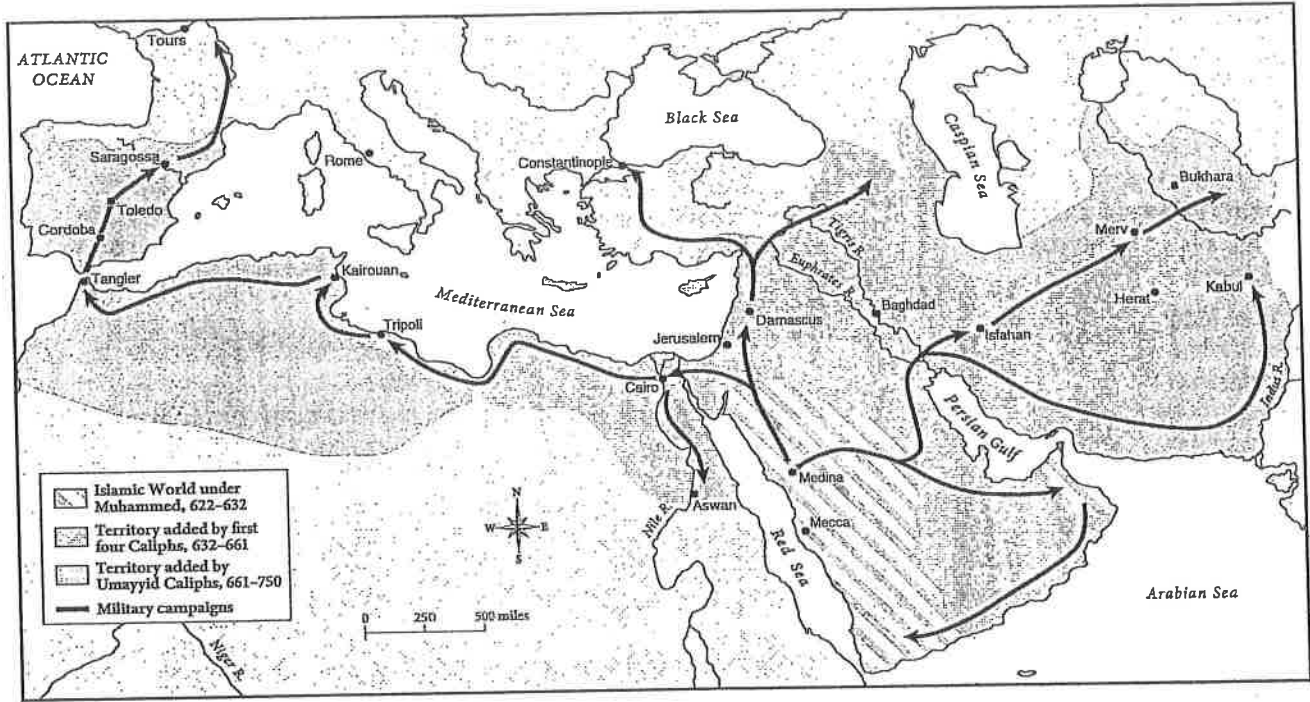 Tours
ATLANTIC
OCEAN
Black Sea
Caspian Sea
Saragossa
Rome
Constantinople
Bukhara
Toledo
Cordoba
Merv
Tigris R.
Tangier
Kairouan
Euphrates R.
Herat
Kabul
Mediterranean Sea
Baghdad
Damascus
Isfahan
Tripoli
Jerusalem
Cairo
Indus R.
Persian Gulf
Medina
Islamic World under
Muhammed, 622–632
Aswan
Nile R.
Mecca
Red Sea
Territory added by first
four Caliphs, 632–661
N
W E
S
Territory added by
Umayyid Caliphs, 661–750
Military campaigns
0 250 500 miles
Arabian Sea
Niger R.